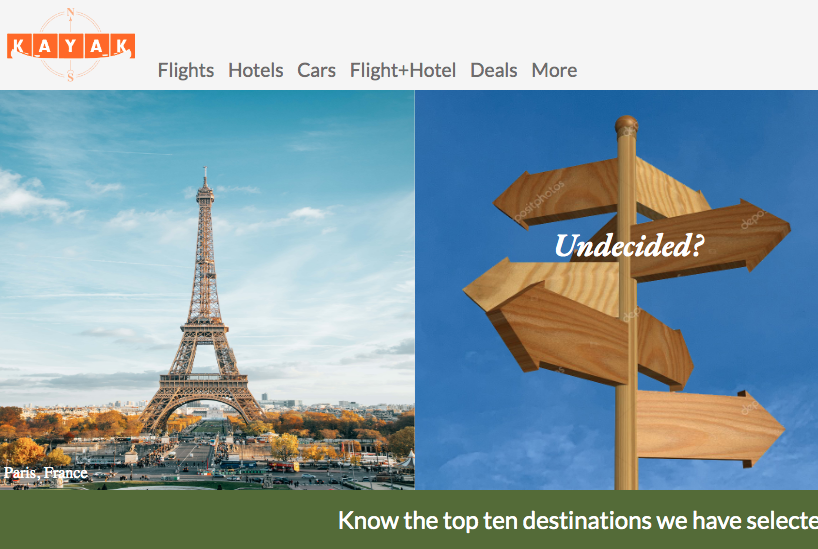 N
KAYAK
S
Flights Hotels Cars Flight+Hotel Deals More
depositphotos
Undecided?
Paris, France
Know the top ten destinations we have selecte